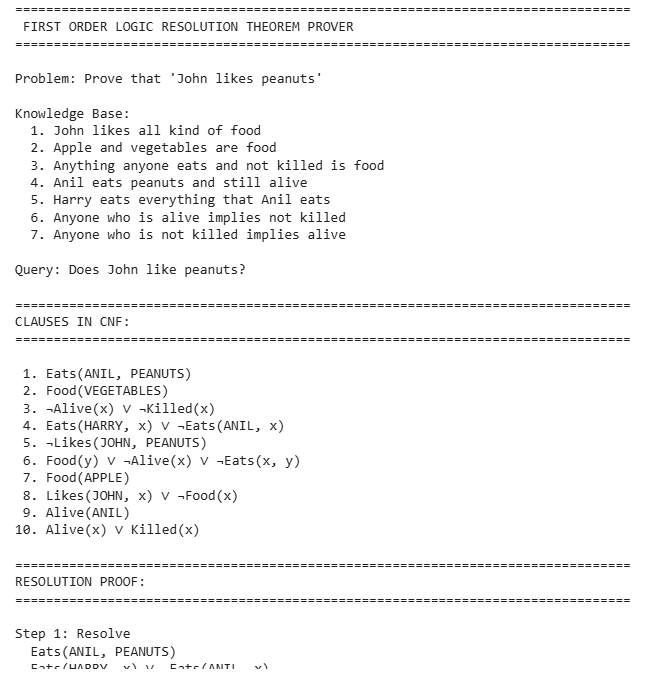 ================================================================================
FIRST ORDER LOGIC RESOLUTION THEOREM PROVER
================================================================================
Problem: Prove that 'John likes peanuts'
Knowledge Base:
1. John likes all kind of food
2. Apple and vegetables are food
3. Anything anyone eats and not killed is food
4. Anil eats peanuts and still alive
5. Harry eats everything that Anil eats
6. Anyone who is alive implies not killed
7. Anyone who is not killed implies alive
Query: Does John like peanuts?
================================================================================
CLAUSES IN CNF:
================================================================================
1. Eats(ANIL, PEANUTS)
2. Food(VEGETABLES)
3. ¬Alive(x) ∨ ¬Killed(x)
4. Eats(HARRY, x) ∨ ¬Eats(ANIL, x)
5. ¬Likes(JOHN, PEANUTS)
6. Food(y) ∨ ¬Alive(x) ∨ ¬Eats(x, y)
7. Food(APPLE)
8. Likes(JOHN, x) ∨ ¬Food(x)
9. Alive(ANIL)
10. Alive(x) ∨ Killed(x)
================================================================================
RESOLUTION PROOF:
================================================================================
Step 1: Resolve
Eats(ANIL, PEANUTS)
Eats(HARRY, x) ∨ ¬Eats(ANIL, x)